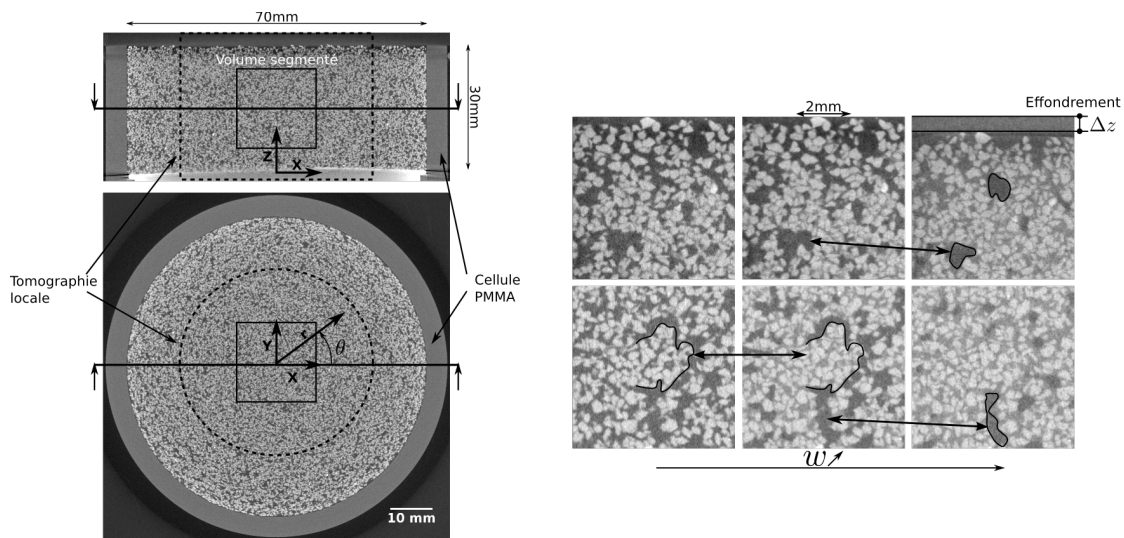 70mm
Volume segmenté
30mm
Z
X
Tomographie
locale
Cellule
PMMA
Y
r
θ
X
10 mm
2mm
Effondrement
Δz
w